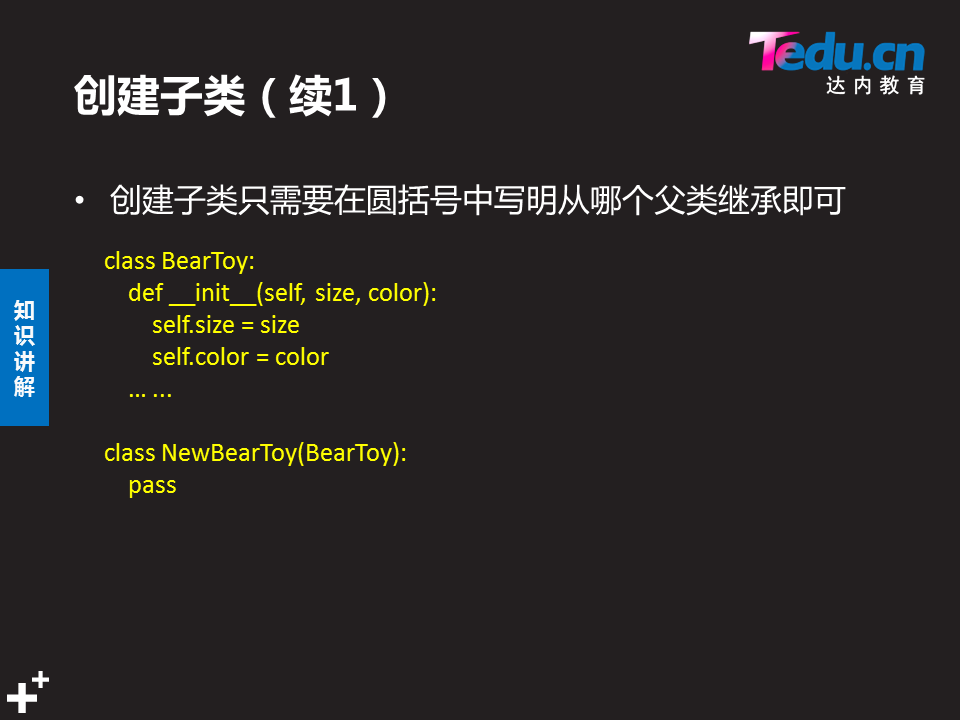 Tedu.cn
达内教育
创建子类（续1）
• 创建子类只需要在圆括号中写明从哪个父类继承即可
class BearToy:
    def __init__(self, size, color):
        self.size = size
        self.color = color
    … ...
class NewBearToy(BearToy):
    pass
知识讲解